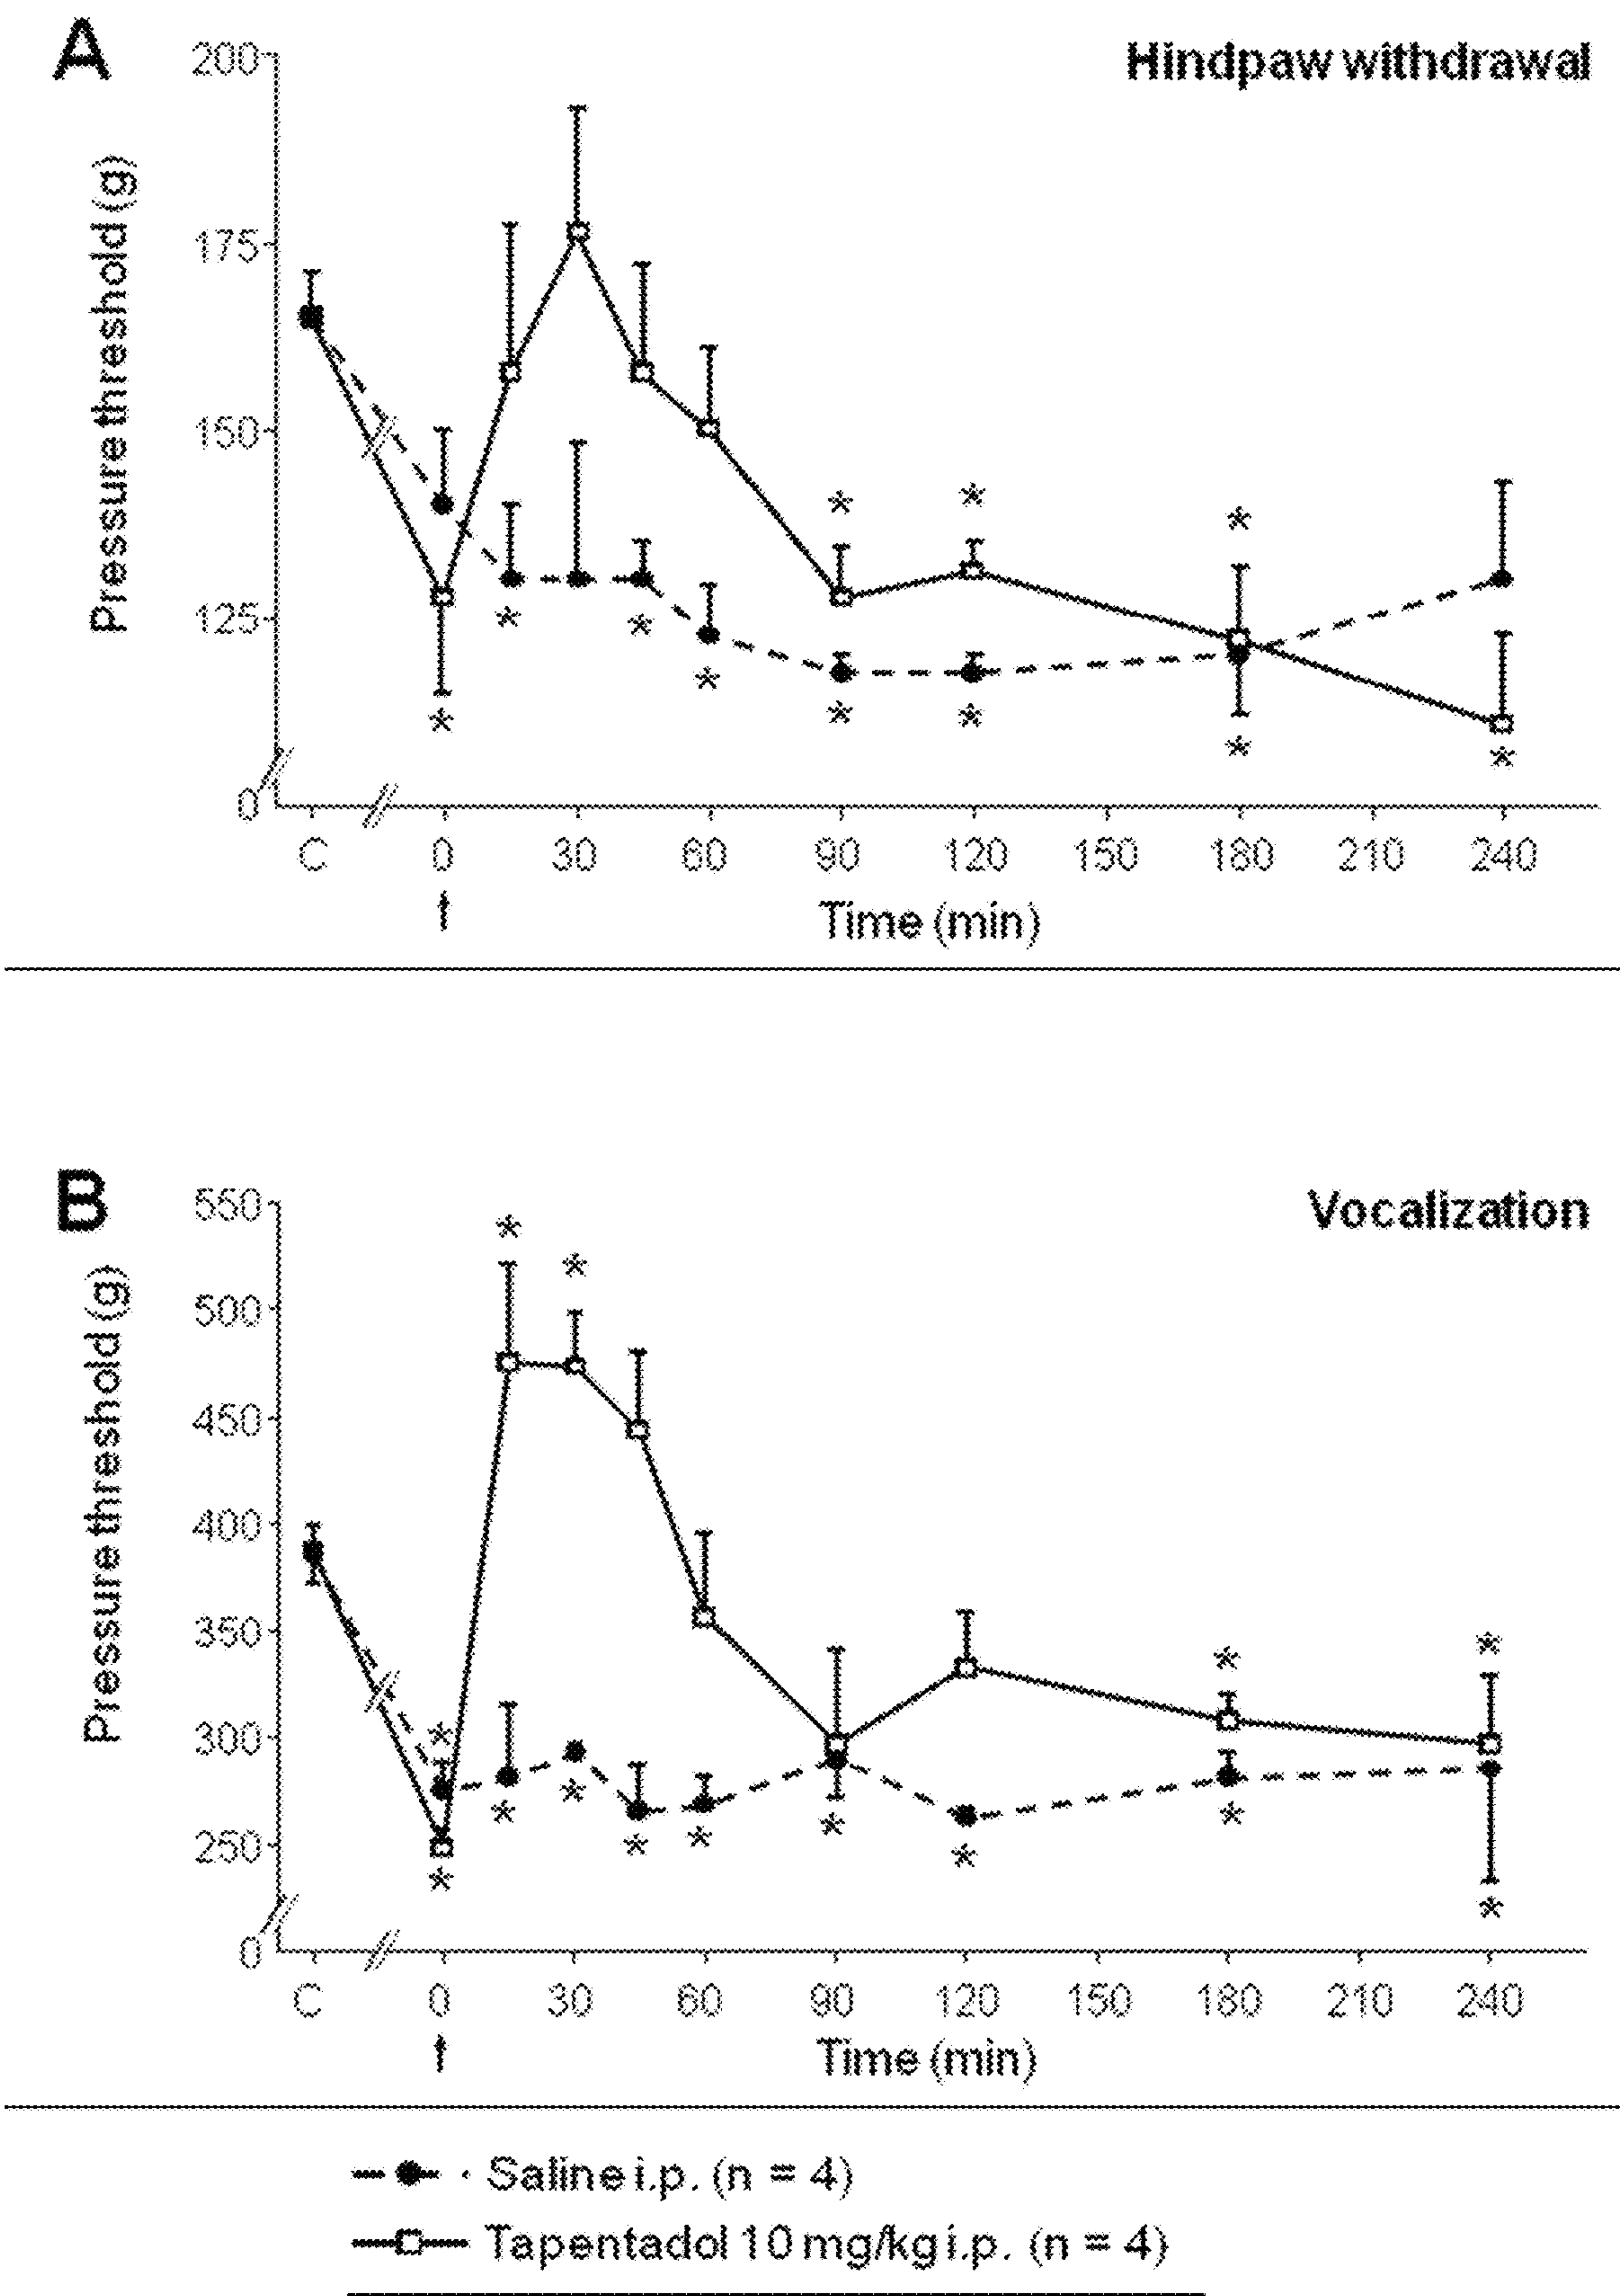 A
Hindpaw withdrawal
Pressure threshold (g)
200
175
150
125
0
C 0 30 60 90 120 150 180 210 240
Time (min)
B
Vocalization
Pressure threshold (g)
550
500
450
400
350
300
250
0
C 0 30 60 90 120 150 180 210 240
Time (min)
Saline i.p. (n = 4)
Tapentadol 10 mg/kg i.p. (n = 4)